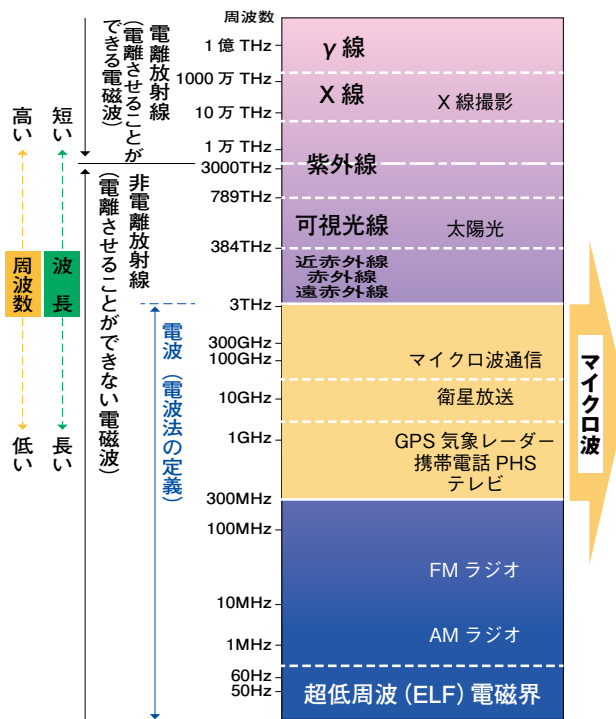 周波数
1 億 THz
1000 万 THz
10 万 THz
1 万 THz
3000THz
789THz
384THz
3THz
300GHz
100GHz
10GHz
1GHz
300MHz
100MHz
10MHz
1MHz
60Hz
50Hz
γ 線
X 線
X 線撮影
紫外線
可視光線
太陽光
近赤外線
赤外線
遠赤外線
マイクロ波通信
衛星放送
GPS 気象レーダー
携帯電話 PHS
テレビ
FM ラジオ
AM ラジオ
超低周波 (ELF) 電磁界
マイクロ波
電離放射線
(電離させることが
できる電磁波)
非電離放射線
(電離させることができない電磁波)
電波 (電波法の定義)
短い
波 長
長い
高い
周波数
低い